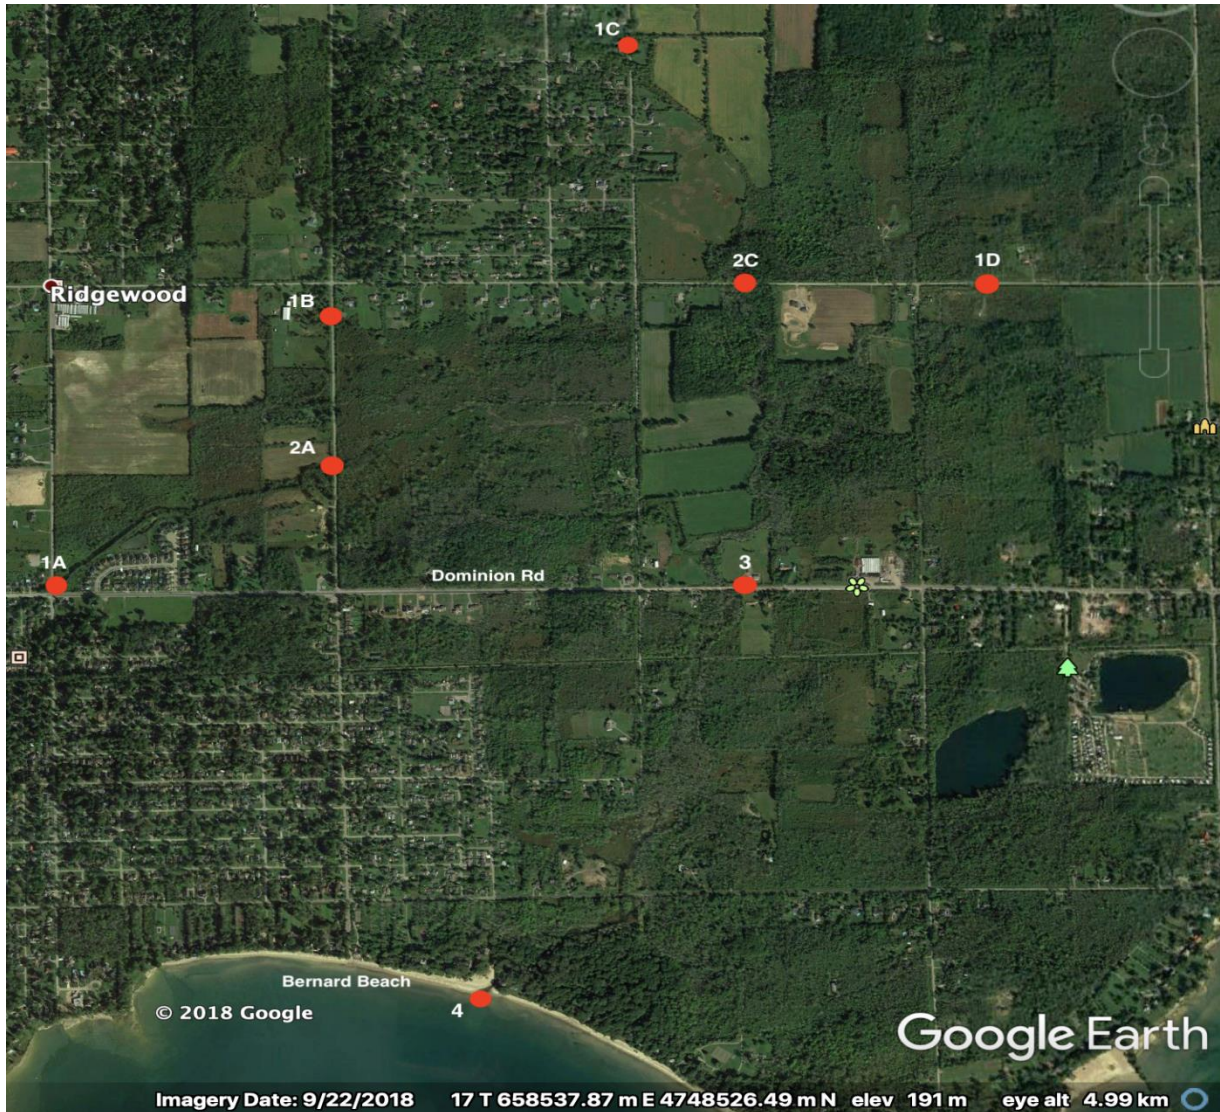 1C
2C
1D
Ridgewood
1B
2A
1A
Dominion Rd
3
Bernard Beach
4
© 2018 Google
Google Earth
Imagery Date: 9/22/2018 17 T 658537.87 m E 4748526.49 m N elev 191 m eye alt 4.99 km